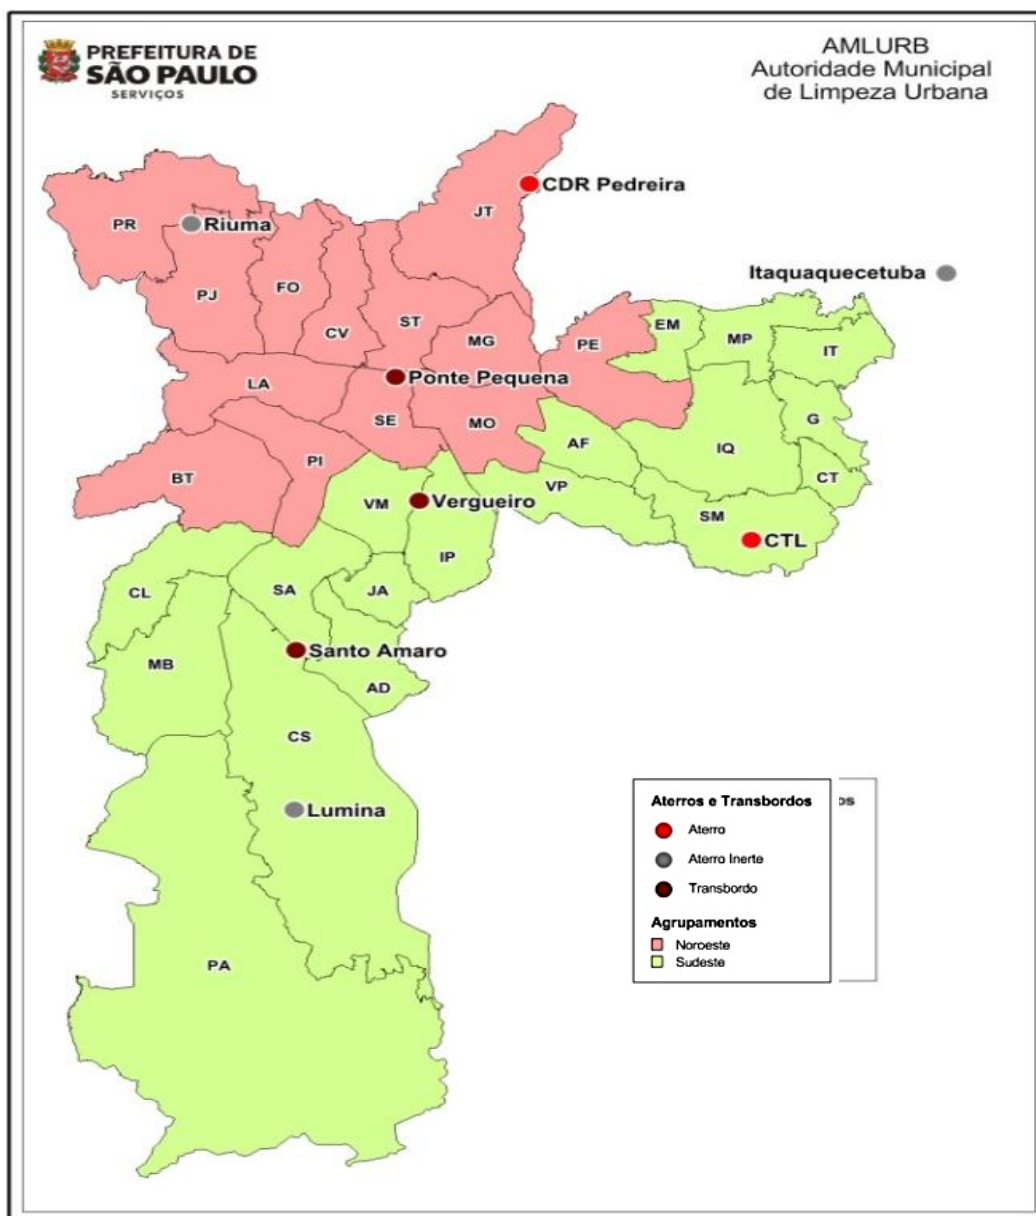 PREFEITURA DE
SÃO PAULO
SERVIÇOS
AMLURB
Autoridade Municipal
de Limpeza Urbana
CDR Pedreira
JT
PR
Riuma
Itaquaquecetuba
FO
PJ
ST
EM
CV
MG
PE
MP
IT
LA
Ponte Pequena
SE
MO
G
AF
IQ
PI
BT
CT
VP
VM
Vergueiro
SM
CTL
IP
CL
SA
JA
Santo Amaro
MB
AD
CS
Lumina
Aterros e Transbordos
os
Aterro
Aterro Inerte
Transbordo
Agrupamentos
Noroeste
Sudeste
PA